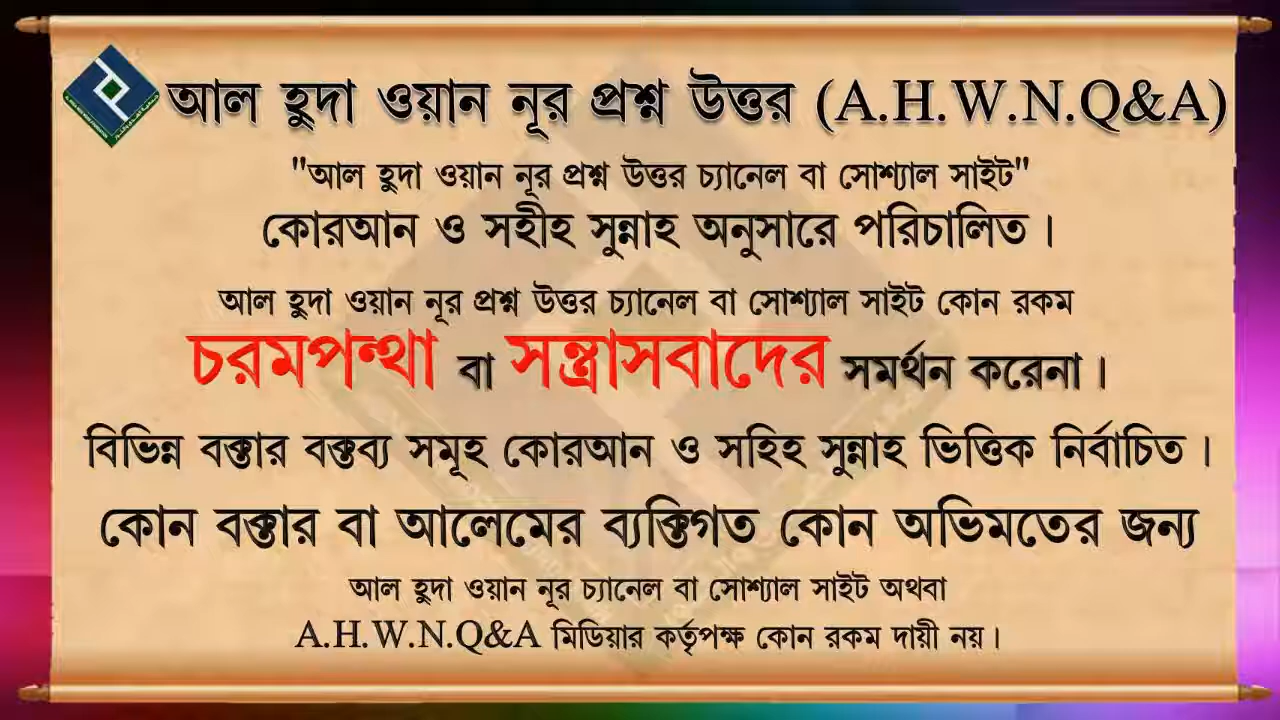 আল হুদা ওয়ান নূর প্রশ্ন উত্তর (A.H.W.N.Q&A)
"আল হুদা ওয়ান নূর প্রশ্ন উত্তর চ্যানেল বা সোশ্যাল সাইট"
কোরআন ও সহীহ সুন্নাহ অনুসারে পরিচালিত।
আল হুদা ওয়ান নূর প্রশ্ন উত্তর চ্যানেল বা সোশ্যাল সাইট কোন রকম
চরমপন্থা বা সন্ত্রাসবাদের সমর্থন করেনা।
বিভিন্ন বক্তার বক্তব্য সমূহ কোরআন ও সহিহ সুন্নাহ ভিত্তিক নির্বাচিত।
কোন বক্তার বা আলেমের ব্যক্তিগত কোন অভিমতের জন্য
আল হুদা ওয়ান নূর চ্যানেল বা সোশ্যাল সাইট অথবা
A.H.W.N.Q&A মিডিয়ার কর্তৃপক্ষ কোন রকম দায়ী নয়।